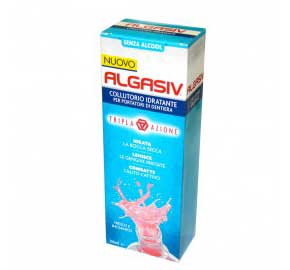 SENZA ALCOOL
NUOVO
ALGASIV
COLLUTORIO IDRATANTE
PER PORTATORI DI DENTIERA
TRIPLA AZIONE
IDRATA
LA BOCCA SECCA
LENISCE
LE GENGIVE IRRITATE
COMBATTE
L'ALITO CATTIVO